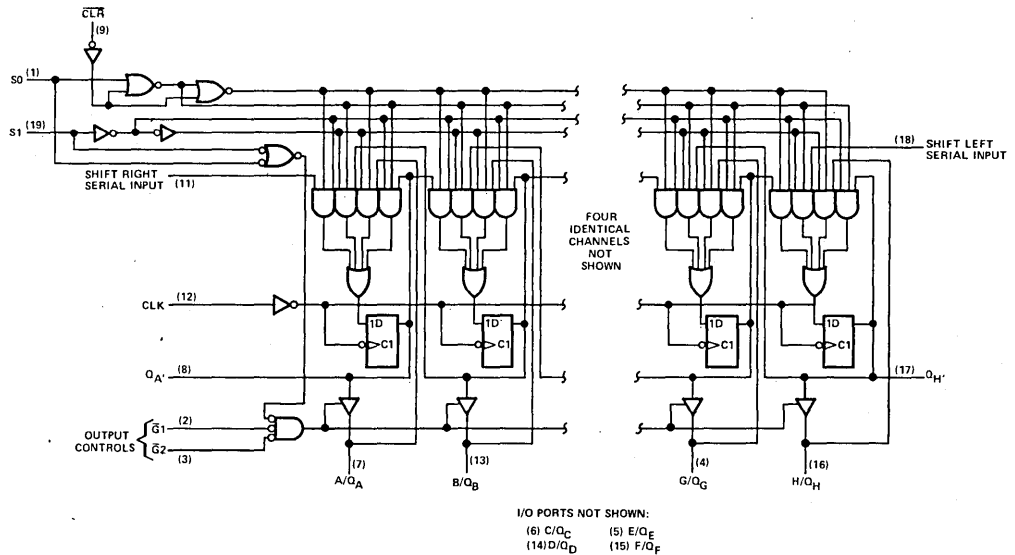 CLR
(9)
S0 (1)
S1 (19)
(18) SHIFT LEFT
SERIAL INPUT
SHIFT RIGHT
SERIAL INPUT (11)
FOUR
IDENTICAL
CHANNELS
NOT
SHOWN
CLK (12)
1D
C1
1D
C1
1D
C1
1D
C1
QA' (8)
(17) QH'
OUTPUT
CONTROLS
G1 (2)
G2
(3)
(7)
(13)
(4)
(16)
A/QA
B/QB
G/QG
H/QH
I/O PORTS NOT SHOWN:
(6) C/QC (5) E/QE
(14) D/QD (15) F/QF